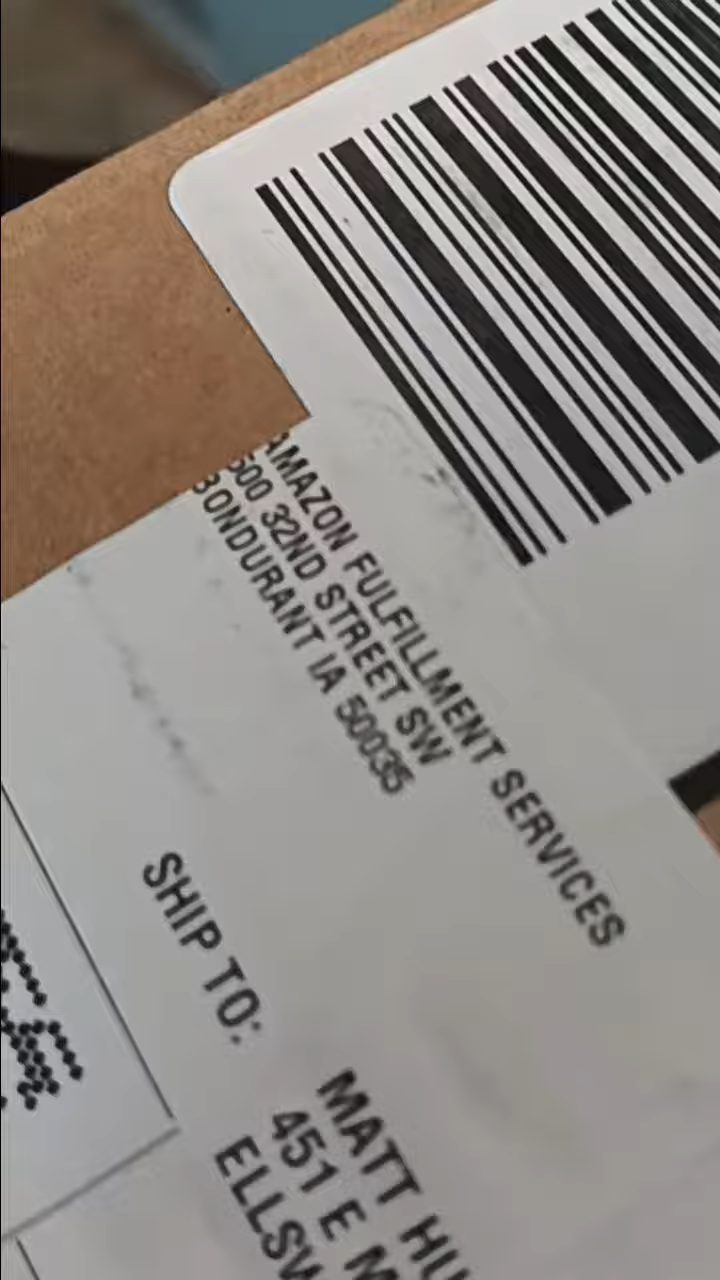 AMAZON FULFILLMENT SERVICES
500 32ND STREET SW
BONDURANT IA 50035
SHIP TO:
MATT HU
451 E M
ELLSW